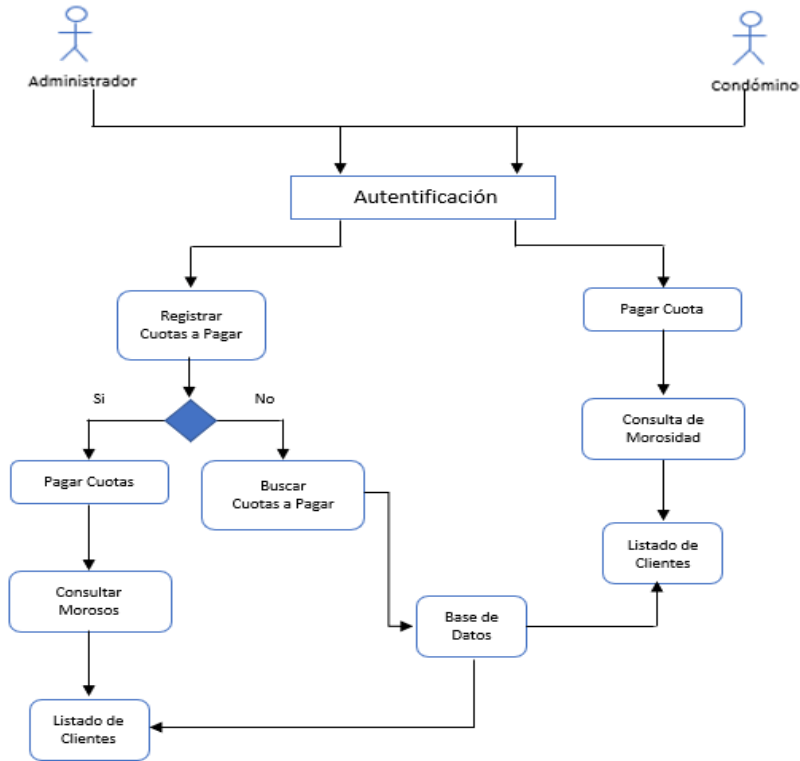 Administrador
Condómino
Autentificación
Registrar
Cuotas a Pagar
Pagar Cuota
Si
No
Consulta de
Morosidad
Pagar Cuotas
Buscar
Cuotas a Pagar
Listado de
Clientes
Consultar
Morosos
Base de
Datos
Listado de
Clientes